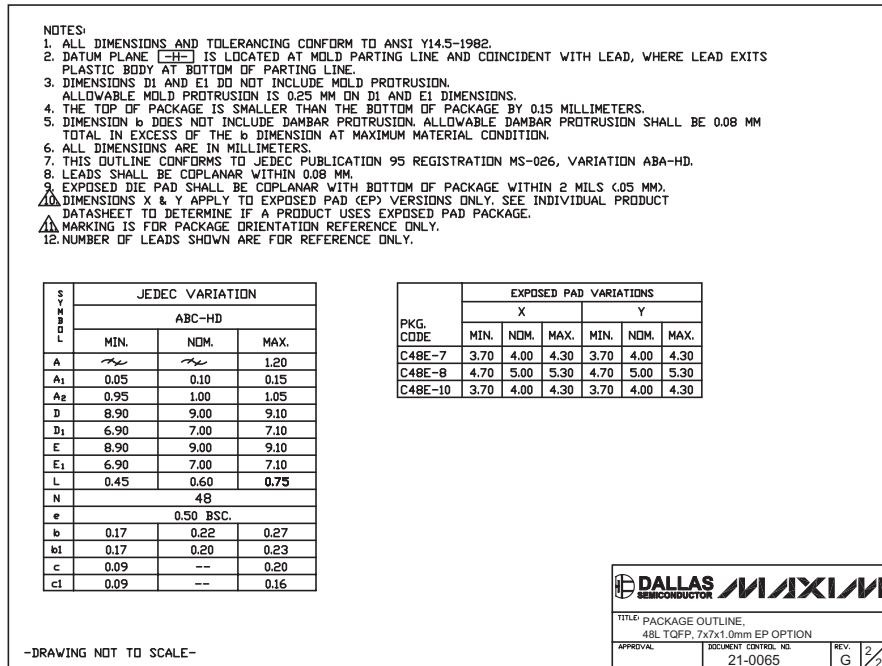 NOTES:
1. ALL DIMENSIONS AND TOLERANCING CONFORM TO ANSI Y14.5-1982.
2. DATUM PLANE -H- IS LOCATED AT MOLD PARTING LINE AND COINCIDENT WITH LEAD, WHERE LEAD EXITS
PLASTIC BODY AT BOTTOM OF PARTING LINE.
3. DIMENSIONS D1 AND E1 DO NOT INCLUDE MOLD PROTRUSION.
ALLOWABLE MOLD PROTRUSION IS 0.25 MM ON D1 AND E1 DIMENSIONS.
4. THE TOP OF PACKAGE IS SMALLER THAN THE BOTTOM OF PACKAGE BY 0.15 MILLIMETERS.
5. DIMENSION b DOES NOT INCLUDE DAMBAR PROTRUSION. ALLOWABLE DAMBAR PROTRUSION SHALL BE 0.08 MM
TOTAL IN EXCESS OF THE b DIMENSION AT MAXIMUM MATERIAL CONDITION.
6. ALL DIMENSIONS ARE IN MILLIMETERS.
7. THIS OUTLINE CONFORMS TO JEDEC PUBLICATION 95 REGISTRATION MS-026, VARIATION ABA-HD.
8. LEADS SHALL BE COPLANAR WITHIN 0.08 MM.
9. EXPOSED DIE PAD SHALL BE COPLANAR WITH BOTTOM OF PACKAGE WITHIN 2 MILS (.05 MM).
10. DIMENSIONS X & Y APPLY TO EXPOSED PAD (EP) VERSIONS ONLY. SEE INDIVIDUAL PRODUCT
DATASHEET TO DETERMINE IF A PRODUCT USES EXPOSED PAD PACKAGE.
11. MARKING IS FOR PACKAGE ORIENTATION REFERENCE ONLY.
12. NUMBER OF LEADS SHOWN ARE FOR REFERENCE ONLY.
SYMBOL JEDEC VARIATION
ABC-HD
MIN. NOM. MAX.
A 1.20
A1 0.05 0.10 0.15
A2 0.95 1.00 1.05
D 8.90 9.00 9.10
D1 6.90 7.00 7.10
E 8.90 9.00 9.10
E1 6.90 7.00 7.10
L 0.45 0.60 0.75
N 48
e 0.50 BSC.
b 0.17 0.22 0.27
b1 0.17 0.20 0.23
c 0.09 -- 0.20
c1 0.09 -- 0.16
EXPOSED PAD VARIATIONS
PKG. CODE X Y
MIN. NOM. MAX. MIN. NOM. MAX.
C48E-7 3.70 4.00 4.30 3.70 4.00 4.30
C48E-8 4.70 5.00 5.30 4.70 5.00 5.30
C48E-10 3.70 4.00 4.30 3.70 4.00 4.30
-DRAWING NOT TO SCALE-
DALLAS SEMICONDUCTOR MAXIM
TITLE: PACKAGE OUTLINE,
48L TQFP, 7x7x1.0mm EP OPTION
APPROVAL DOCUMENT CONTROL NO. REV.
21-0065 G 2/2